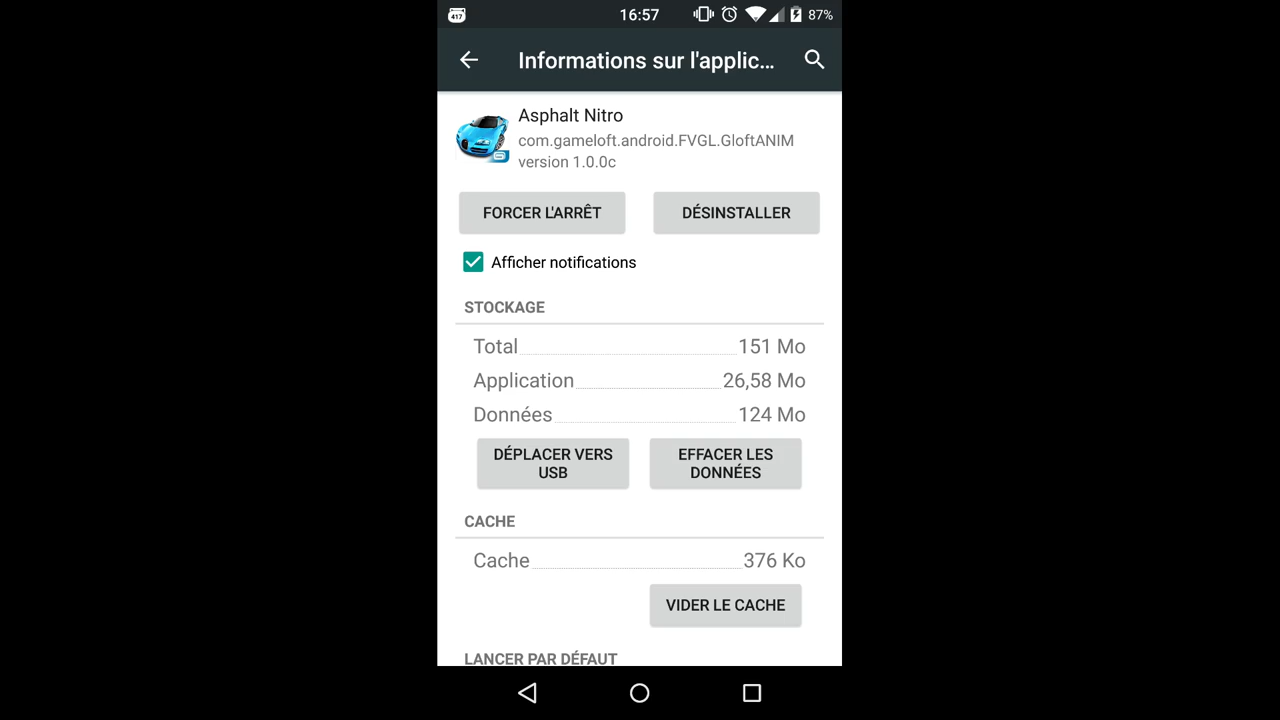 417
16:57
87%
Informations sur l'applic...
Asphalt Nitro
com.gameloft.android.FVGL.GloftANIM
version 1.0.0c
FORCER L'ARRÊT
DÉSINSTALLER
Afficher notifications
STOCKAGE
Total 151 Mo
Application 26,58 Mo
Données 124 Mo
DÉPLACER VERS
USB
EFFACER LES
DONNÉES
CACHE
Cache 376 Ko
VIDER LE CACHE
LANCER PAR DÉFAUT